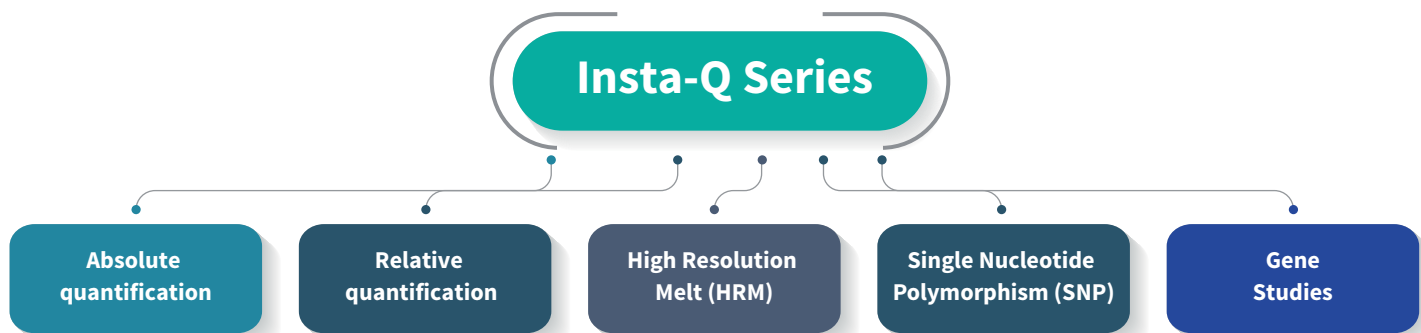 Insta-Q Series
Absolute
quantification
Relative
quantification
High Resolution
Melt (HRM)
Single Nucleotide
Polymorphism (SNP)
Gene
Studies